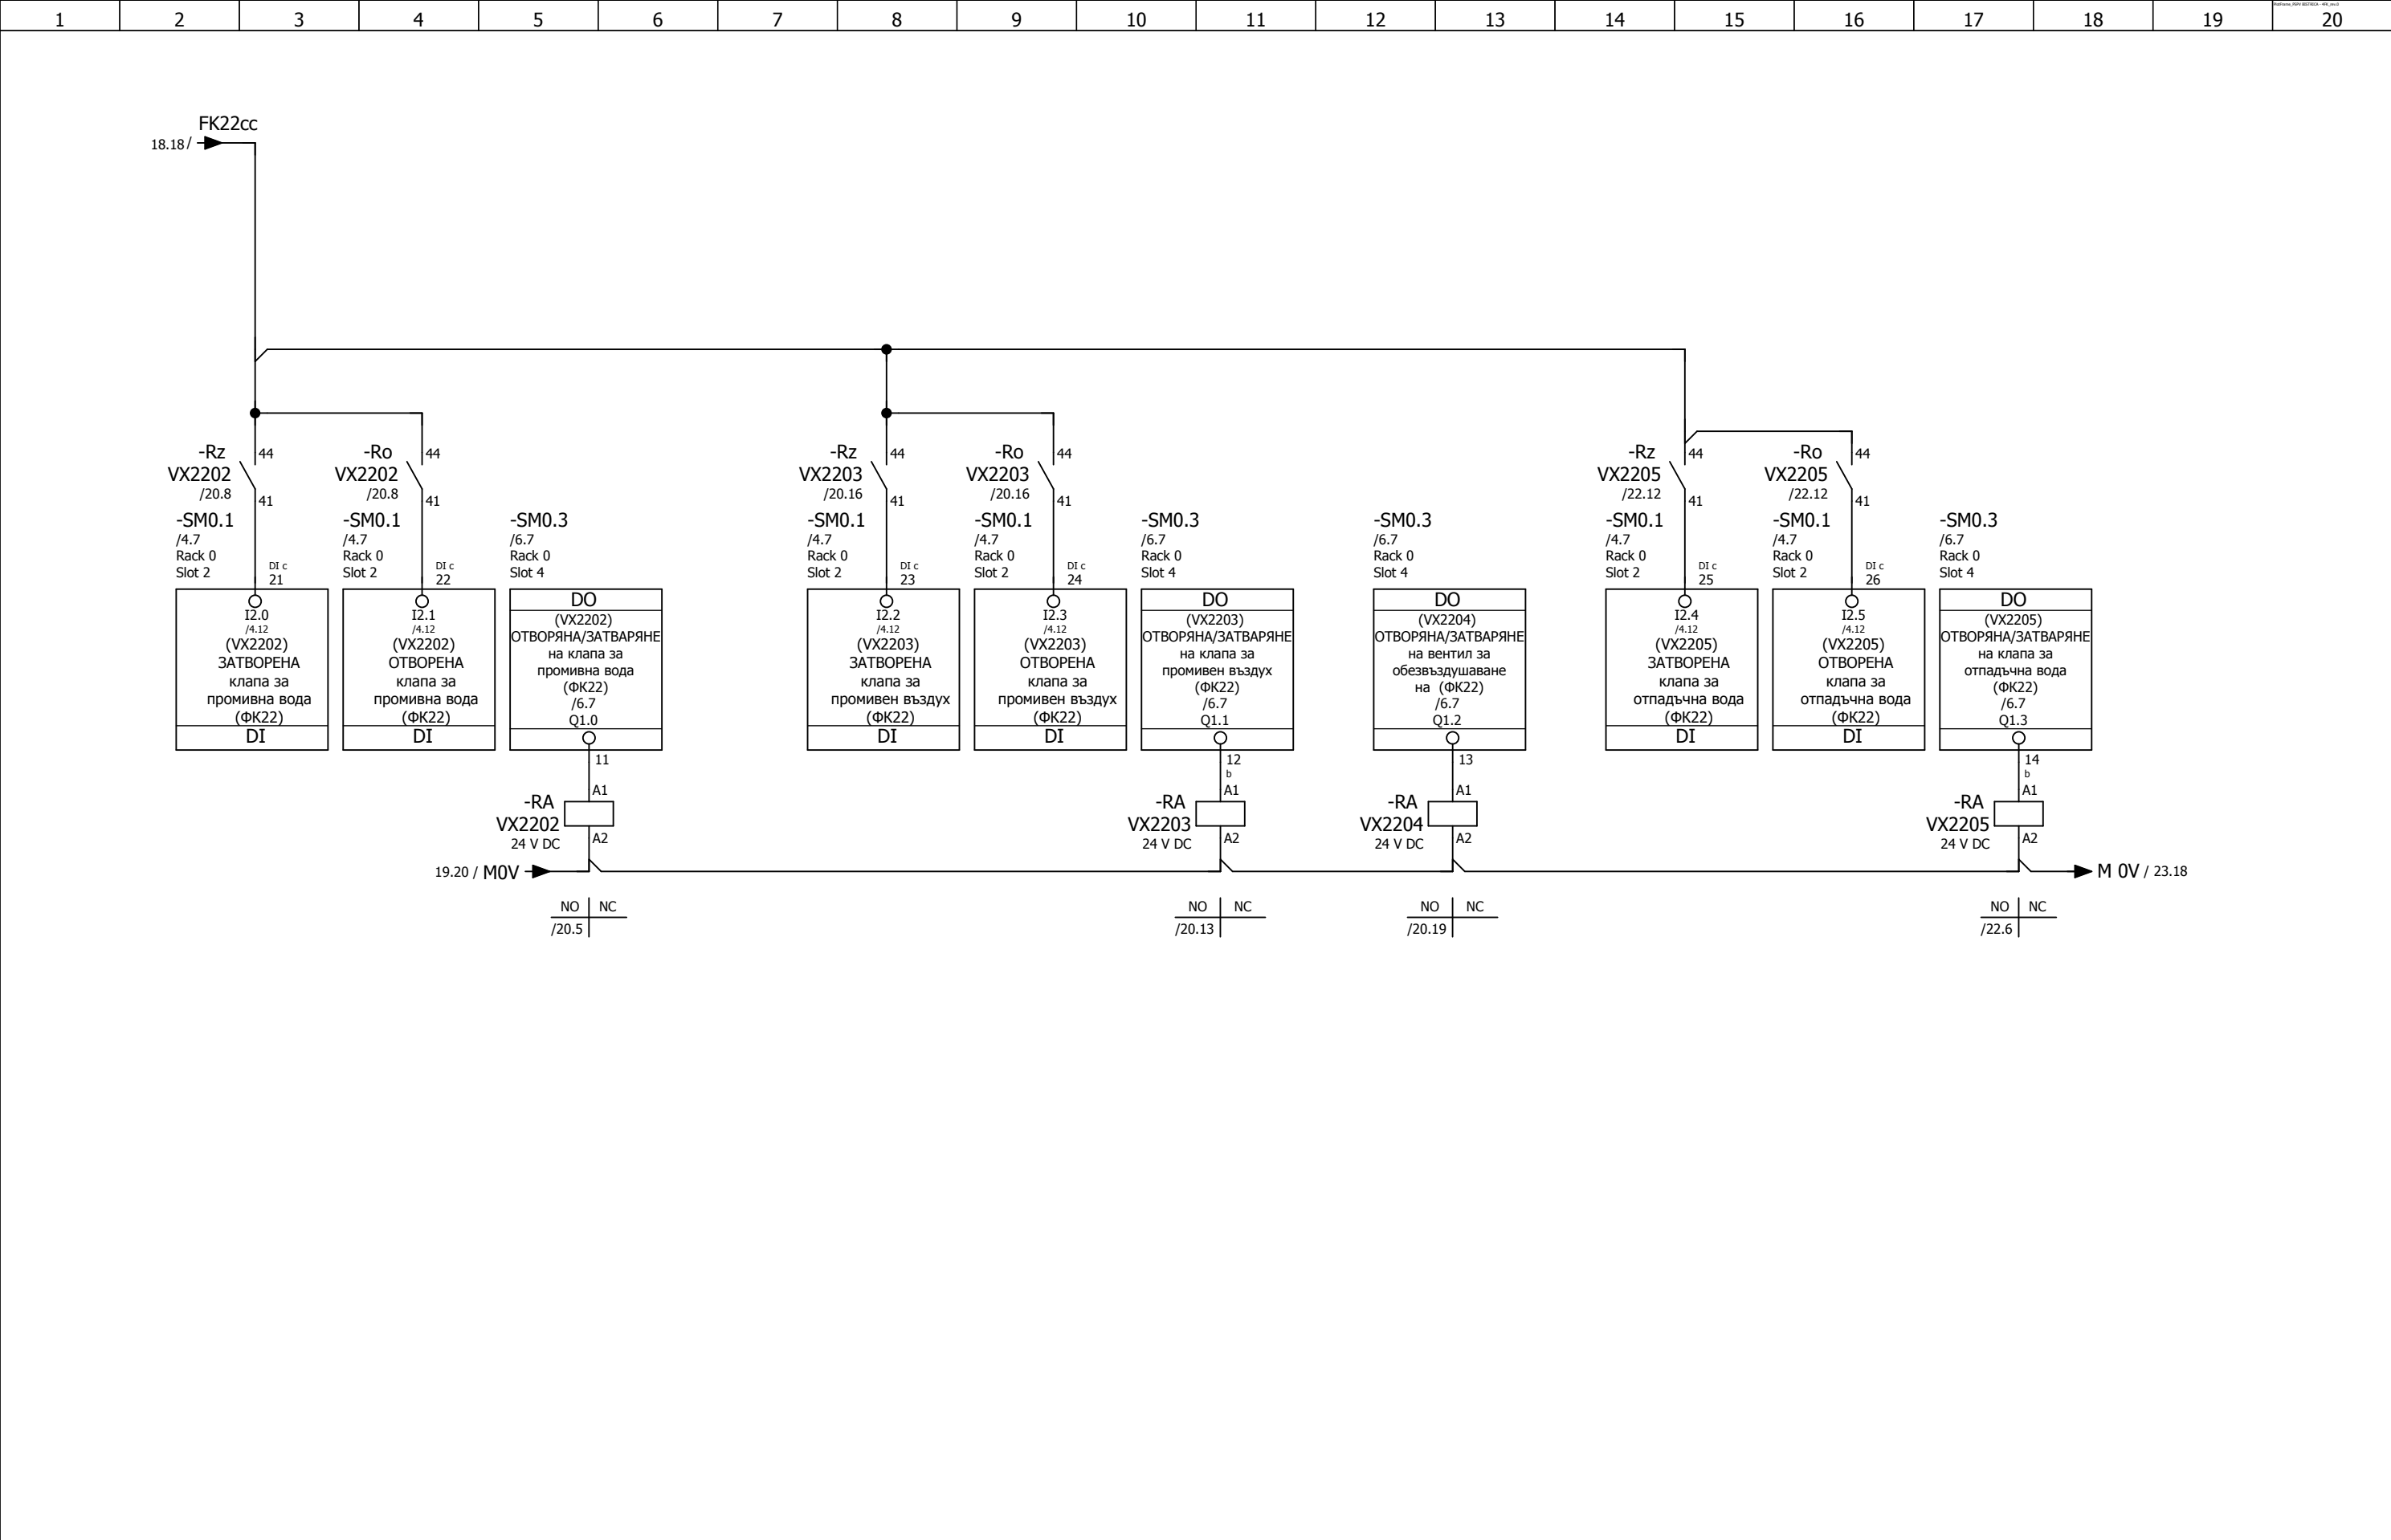 1 2 3 4 5 6 7 8 9 10 11 12 13 14 15 16 17 18 19 20
FK22cc
18.18 /
-Rz
VX2202
/20.8
44
41
-SM0.1
/4.7
Rack 0
Slot 2
21
I2.0
/4.12
(VX2202)
ЗАТВОРЕНА
клапа за
промивна вода
(ФК22)
DI
-Ro
VX2202
/20.8
44
41
-SM0.1
/4.7
Rack 0
Slot 2
DI c
22
I2.1
/4.12
(VX2202)
ОТВОРЕНА
клапа за
промивна вода
(ФК22)
DI
DI c
-SM0.3
/6.7
Rack 0
Slot 4
DO
(VX2202)
ОТВОРЯНА/ЗАТВАРЯНЕ
на клапа за
промивна вода
(ФК22)
/6.7
Q1.0
11
A1
-RA
VX2202
24 V DC
A2
19.20 / M0V
NO NC
/20.5
-Rz
VX2203
/20.16
44
41
-SM0.1
/4.7
Rack 0
Slot 2
DI c
23
I2.2
/4.12
(VX2203)
ЗАТВОРЕНА
клапа за
промивен въздух
(ФК22)
DI
-Ro
VX2203
/20.16
44
41
-SM0.1
/4.7
Rack 0
Slot 2
DI c
24
I2.3
/4.12
(VX2203)
ОТВОРЕНА
клапа за
промивен въздух
(ФК22)
DI
-SM0.3
/6.7
Rack 0
Slot 4
DO
(VX2203)
ОТВОРЯНА/ЗАТВАРЯНЕ
на клапа за
промивен въздух
(ФК22)
/6.7
Q1.1
12
b
A1
-RA
VX2203
24 V DC
A2
NO NC
/20.13
-SM0.3
/6.7
Rack 0
Slot 4
DO
(VX2204)
ОТВОРЯНА/ЗАТВАРЯНЕ
на вентил за
обезвъздушаване
на (ФК22)
/6.7
Q1.2
13
A1
-RA
VX2204
24 V DC
A2
NO NC
/20.19
-Rz
VX2205
/22.12
44
41
-SM0.1
/4.7
Rack 0
Slot 2
DI c
25
I2.4
/4.12
(VX2205)
ЗАТВОРЕНА
клапа за
отпадъчна вода
(ФК22)
DI
-Ro
VX2205
/22.12
44
41
-SM0.1
/4.7
Rack 0
Slot 2
DI c
26
I2.5
/4.12
(VX2205)
ОТВОРЕНА
клапа за
отпадъчна вода
(ФК22)
DI
-SM0.3
/6.7
Rack 0
Slot 4
DO
(VX2205)
ОТВОРЯНА/ЗАТВАРЯНЕ
на клапа за
отпадъчна вода
(ФК22)
/6.7
Q1.3
14
b
A1
-RA
VX2205
24 V DC
A2
M 0V / 23.18
NO NC
/22.6